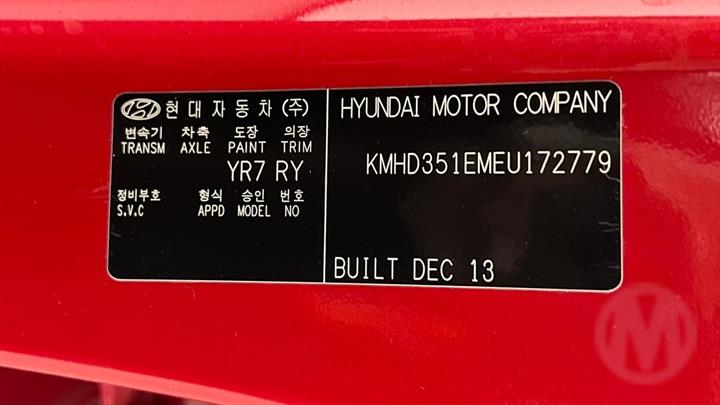 현대자동차(주)
변속기 차축 도장 의장
TRANSM AXLE PAINT TRIM
YR7 RY
정비부호 형식 승인 번호
S.V.C APPD MODEL NO
HYUNDAI MOTOR COMPANY
KMHD351EMEU172779
BUILT DEC 13
M